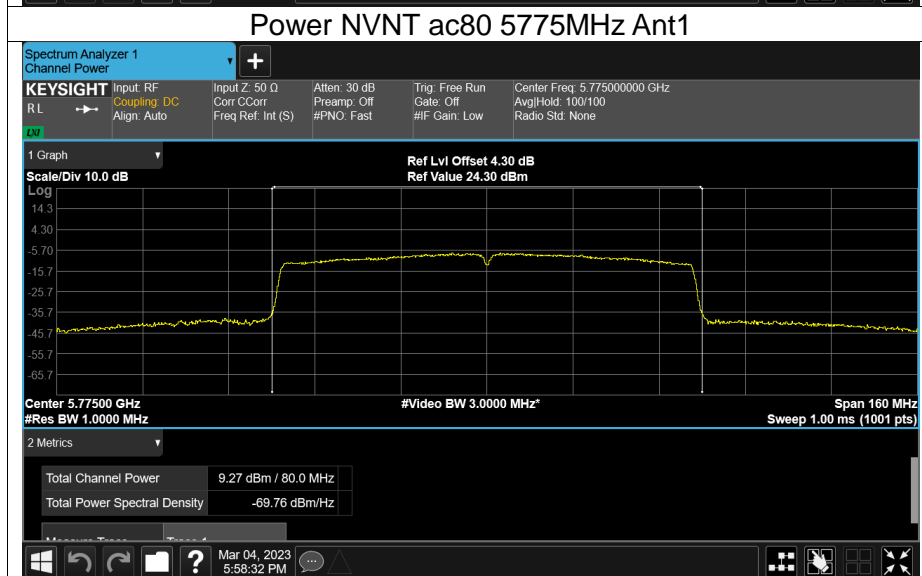 Power NVNT ac80 5775MHz Ant1
Spectrum Analyzer 1
Channel Power
+
KEYSIGHT
R L
LXI
Input: RF
Coupling: DC
Align: Auto
Input Z: 50 Ω
Corr CCorr
Freq Ref: Int (S)
Atten: 30 dB
Preamp: Off
#PNO: Fast
Trig: Free Run
Gate: Off
#IF Gain: Low
Center Freq: 5.775000000 GHz
Avg|Hold: 100/100
Radio Std: None
1 Graph
Scale/Div 10.0 dB
Ref Lvl Offset 4.30 dB
Ref Value 24.30 dBm
Log
14.3
4.30
-5.70
-15.7
-25.7
-35.7
-45.7
-55.7
-65.7
Center 5.77500 GHz
#Res BW 1.0000 MHz
#Video BW 3.0000 MHz*
Span 160 MHz
Sweep 1.00 ms (1001 pts)
2 Metrics
Total Channel Power 9.27 dBm / 80.0 MHz
Total Power Spectral Density -69.76 dBm/Hz
Measure Trace Trace 1
?
Mar 04, 2023
5:58:32 PM